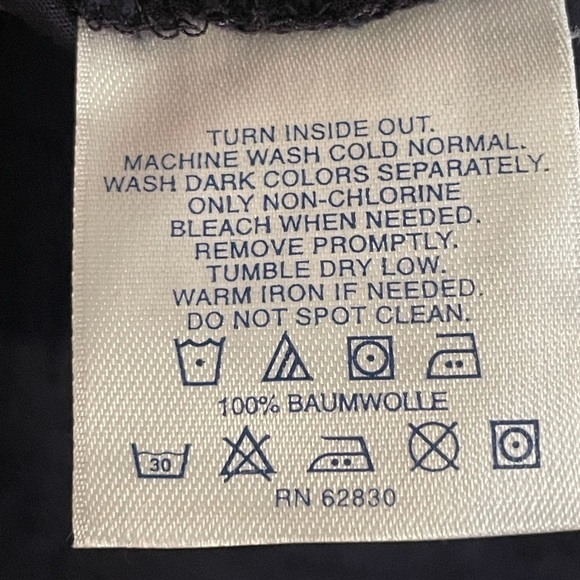 TURN INSIDE OUT.
MACHINE WASH COLD NORMAL.
WASH DARK COLORS SEPARATELY.
ONLY NON-CHLORINE
BLEACH WHEN NEEDED.
REMOVE PROMPTLY.
TUMBLE DRY LOW.
WARM IRON IF NEEDED.
DO NOT SPOT CLEAN.
100% BAUMWOLLE
30
RN 62830